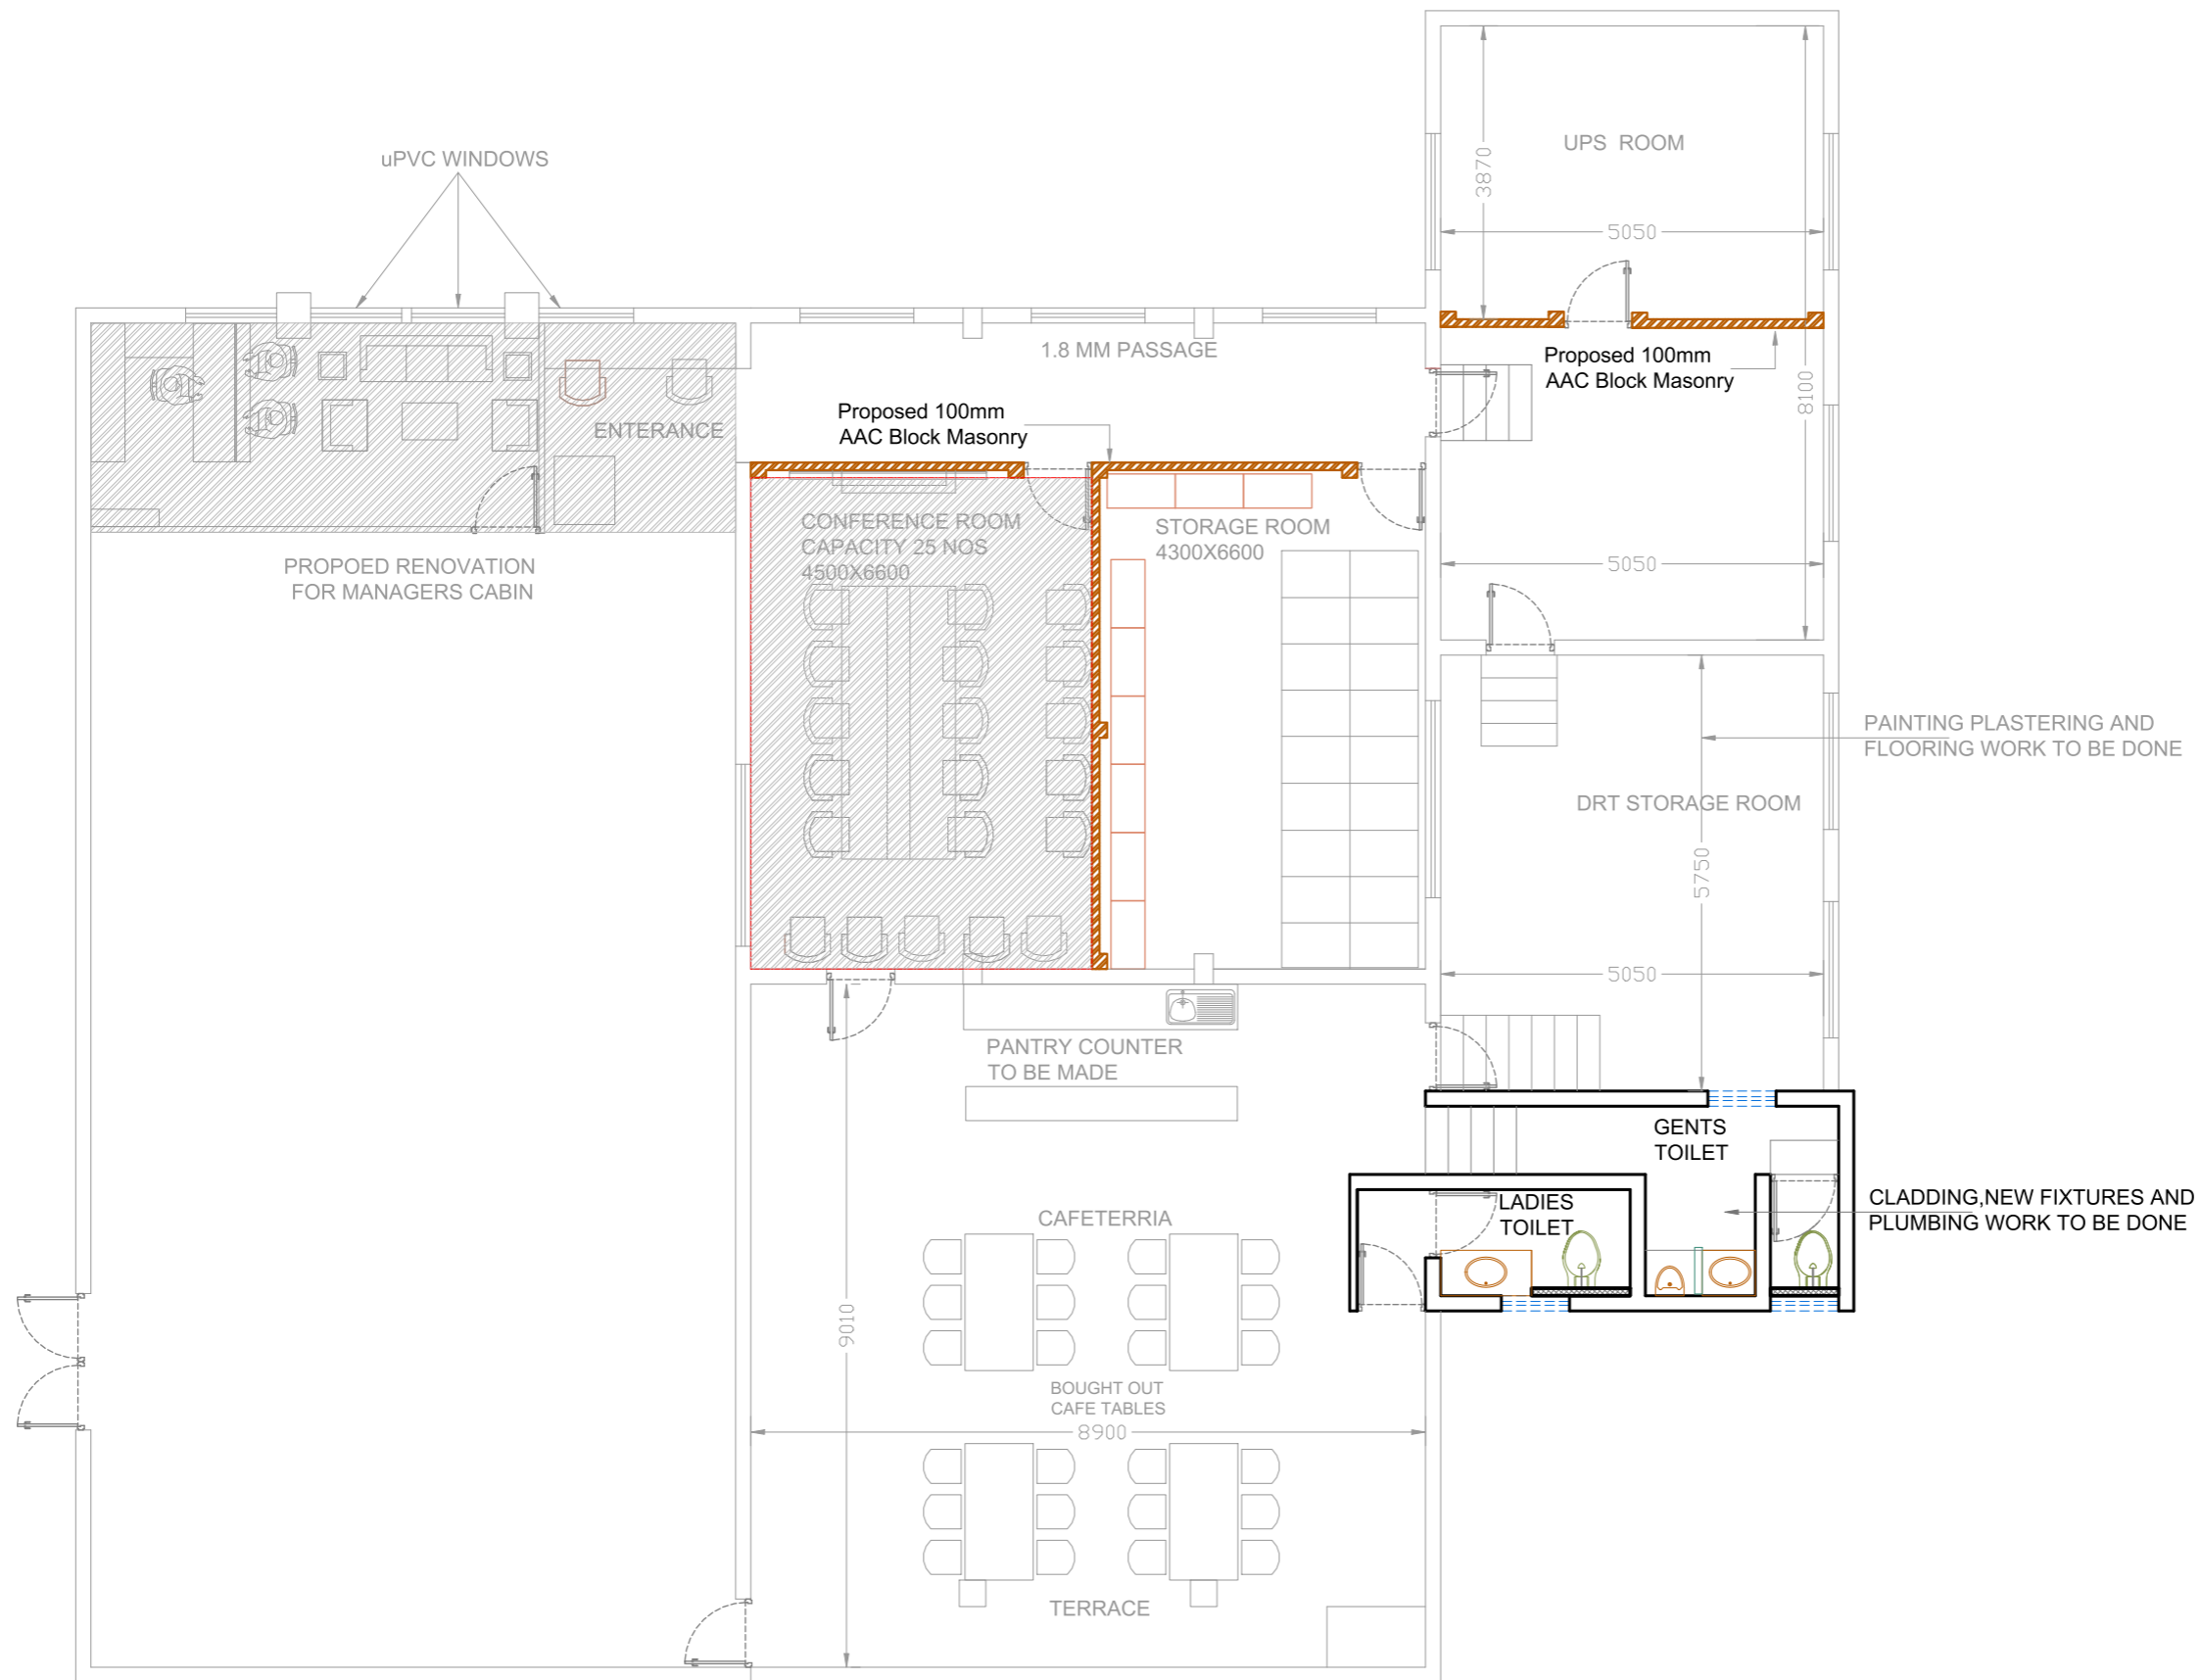 UPS  ROOM
3870
5050
uPVC WINDOWS
1.8 MM PASSAGE
Proposed 100mm
AAC Block Masonry
8100
Proposed 100mm
AAC Block Masonry
ENTERANCE
CONFERENCE ROOM
CAPACITY 25 NOS
4500X6600
STORAGE ROOM
4300X6600
5050
PROPOED RENOVATION
FOR MANAGERS CABIN
PAINTING PLASTERING AND
FLOORING WORK TO BE DONE
DRT STORAGE ROOM
5750
5050
PANTRY COUNTER
TO BE MADE
GENTS
TOILET
LADIES
TOILET
CLADDING,NEW FIXTURES AND
PLUMBING WORK TO BE DONE
CAFETERRIA
9010
BOUGHT OUT
CAFE TABLES
8900
TERRACE